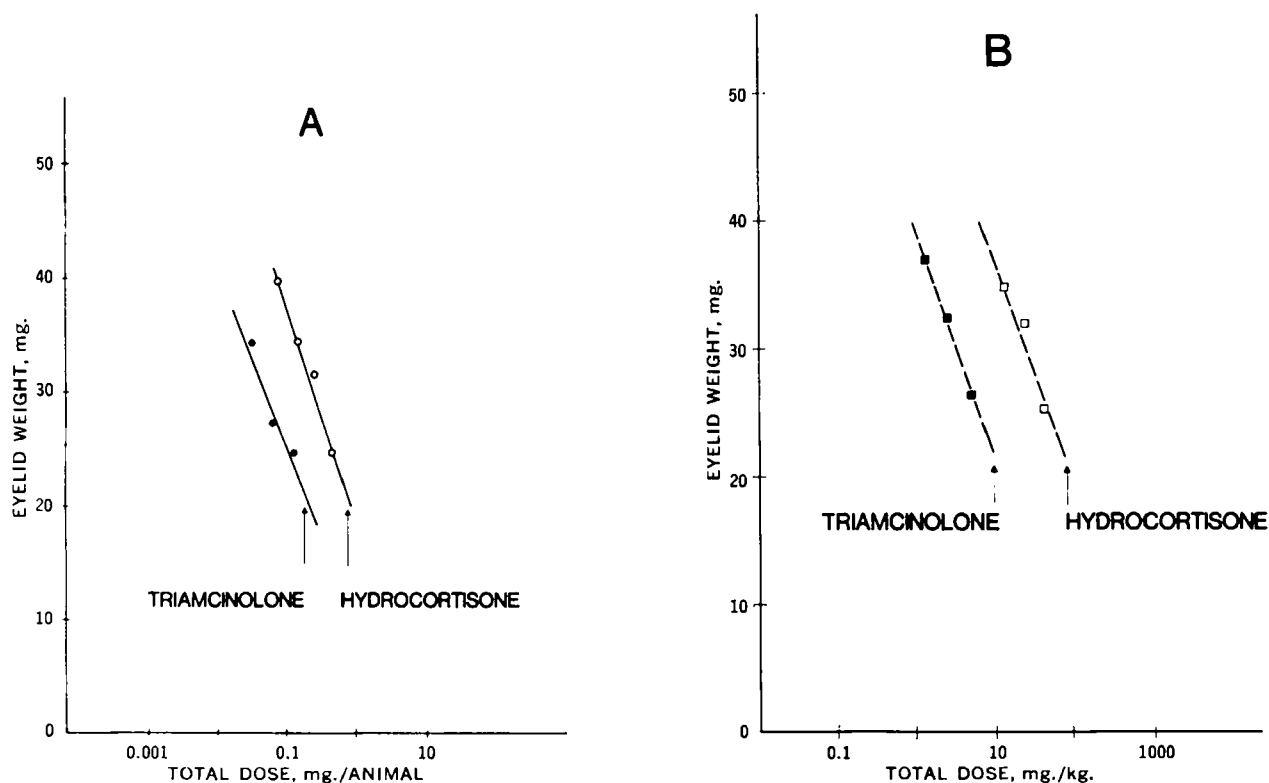 A
50
40
30
20
10
0
EYELID WEIGHT, mg.
TRIAMCINOLONE
HYDROCORTISONE
0.001
0.1
10
TOTAL DOSE, mg./ANIMAL
B
50
40
30
20
10
0
EYELID WEIGHT, mg.
TRIAMCINOLONE
HYDROCORTISONE
0.1
10
1000
TOTAL DOSE, mg./kg.